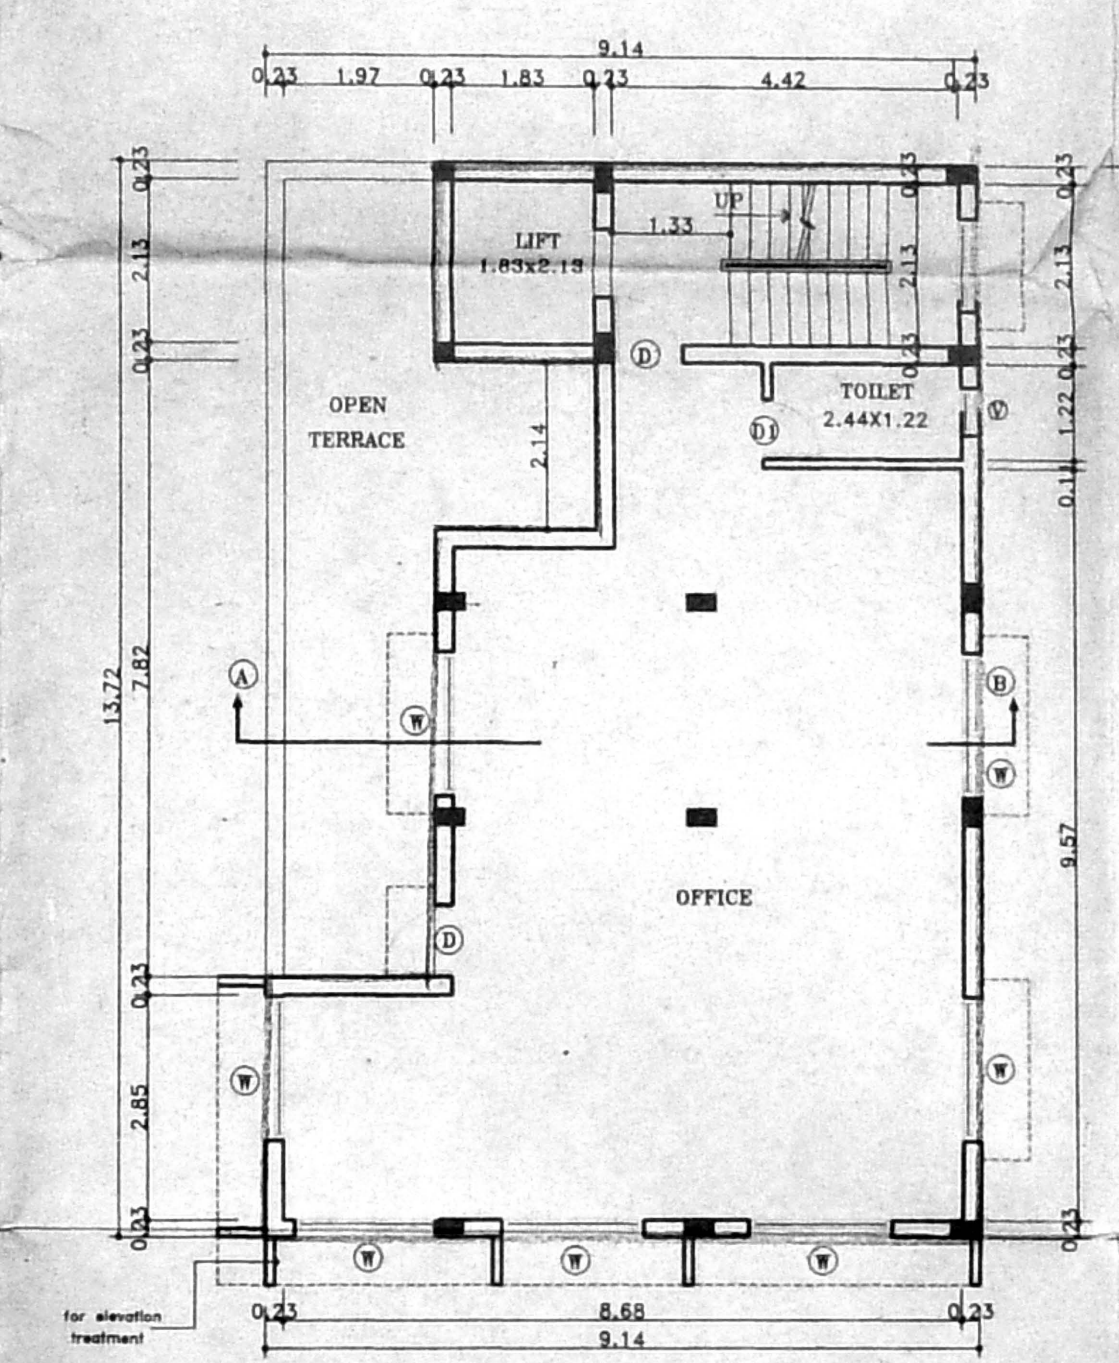 9.14
0.23 1.97 0.23 1.83 0.23 4.42 0.23
0.23
0.23
0.23
UP
1.33
LIFT
1.83x2.13
2.13
2.13
2.13
0.23
D
0.23
0.23
TOILET
2.44X1.22
V
1.22
OPEN
TERRACE
D1
2.14
0.11
13.72
7.82
A
B
W
W
9.57
OFFICE
D
0.23
W
W
2.85
0.23
0.23
W
W
W
for elevation
treatment
0.23 8.68 0.23
9.14